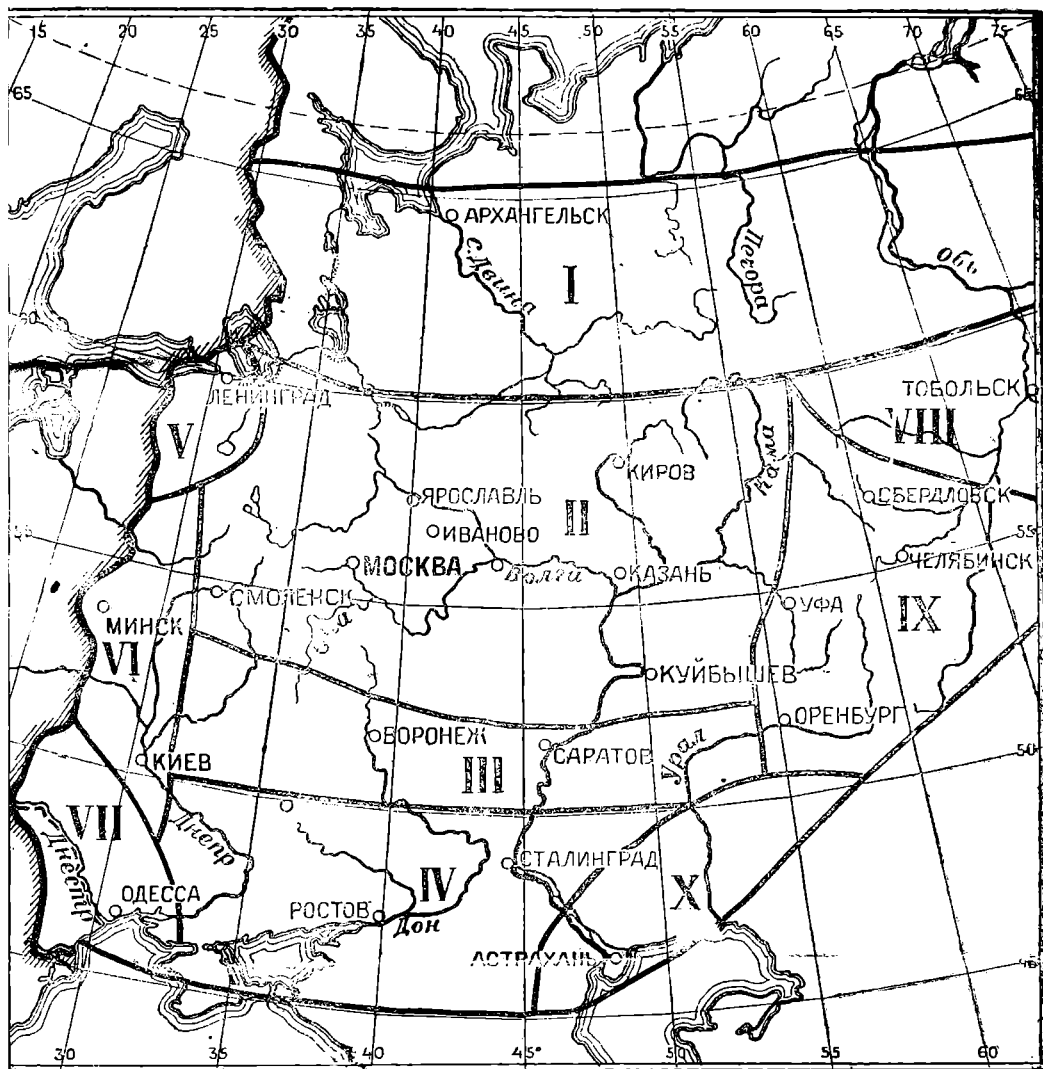 15 20 25 30 35 40 45 50 55 60 65 70 75
65
АРХАНГЕЛЬСК
С. Двина
I
Печора
Обь
ЛЕНИНГРАД
ТОБОЛЬСК
V
VIII
КИРОВ
Кама
ЯРОСЛАВЛЬ
II
СВЕРДЛОВСК
ИВАНОВО
55
МОСКВА
Волга
КАЗАНЬ
ЧЕЛЯБИНСК
СМОЛЕНСК
УФА
IX
МИНСК
VI
КУЙБЫШЕВ
ОРЕНБУРГ
ВОРОНЕЖ
САРАТОВ
Урал
50
КИЕВ
III
VII
Днепр
Днестр
СТАЛИНГРАД
IV
X
ОДЕССА
РОСТОВ
Дон
АСТРАХАНЬ
45
30 35 40 45° 50 55 60